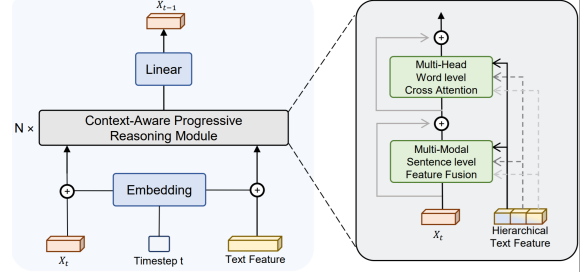 X_{t-1}
Linear
N ×
Context-Aware Progressive
Reasoning Module
Embedding
X_t
Timestep t
Text Feature
Multi-Head
Word level
Cross Attention
Multi-Modal
Sentence level
Feature Fusion
X_t
Hierarchical
Text Feature